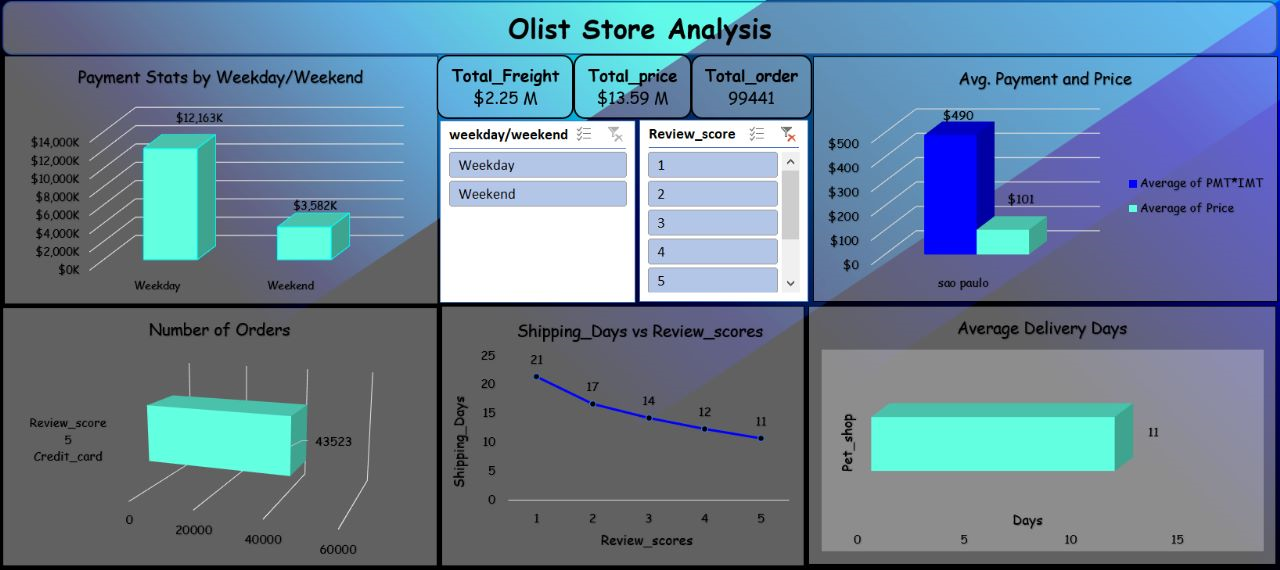 Olist Store Analysis
Payment Stats by Weekday/Weekend
$14,000K
$12,000K
$10,000K
$8,000K
$6,000K
$4,000K
$2,000K
$0K
$12,163K
$3,582K
Weekday
Weekend
Total_Freight
$2.25 M
Total_price
$13.59 M
Total_order
99441
weekday/weekend
Weekday
Weekend
Review_score
1
2
3
4
5
Avg. Payment and Price
$500
$400
$300
$200
$100
$0
$490
$101
sao paulo
Average of PMT*IMT
Average of Price
Number of Orders
Review_score
5
Credit_card
43523
0
20000
40000
60000
Shipping_Days vs Review_scores
Shipping_Days
25
20
15
10
5
0
21
17
14
12
11
1
2
3
4
5
Review_scores
Average Delivery Days
Pet_shop
11
Days
0
5
10
15